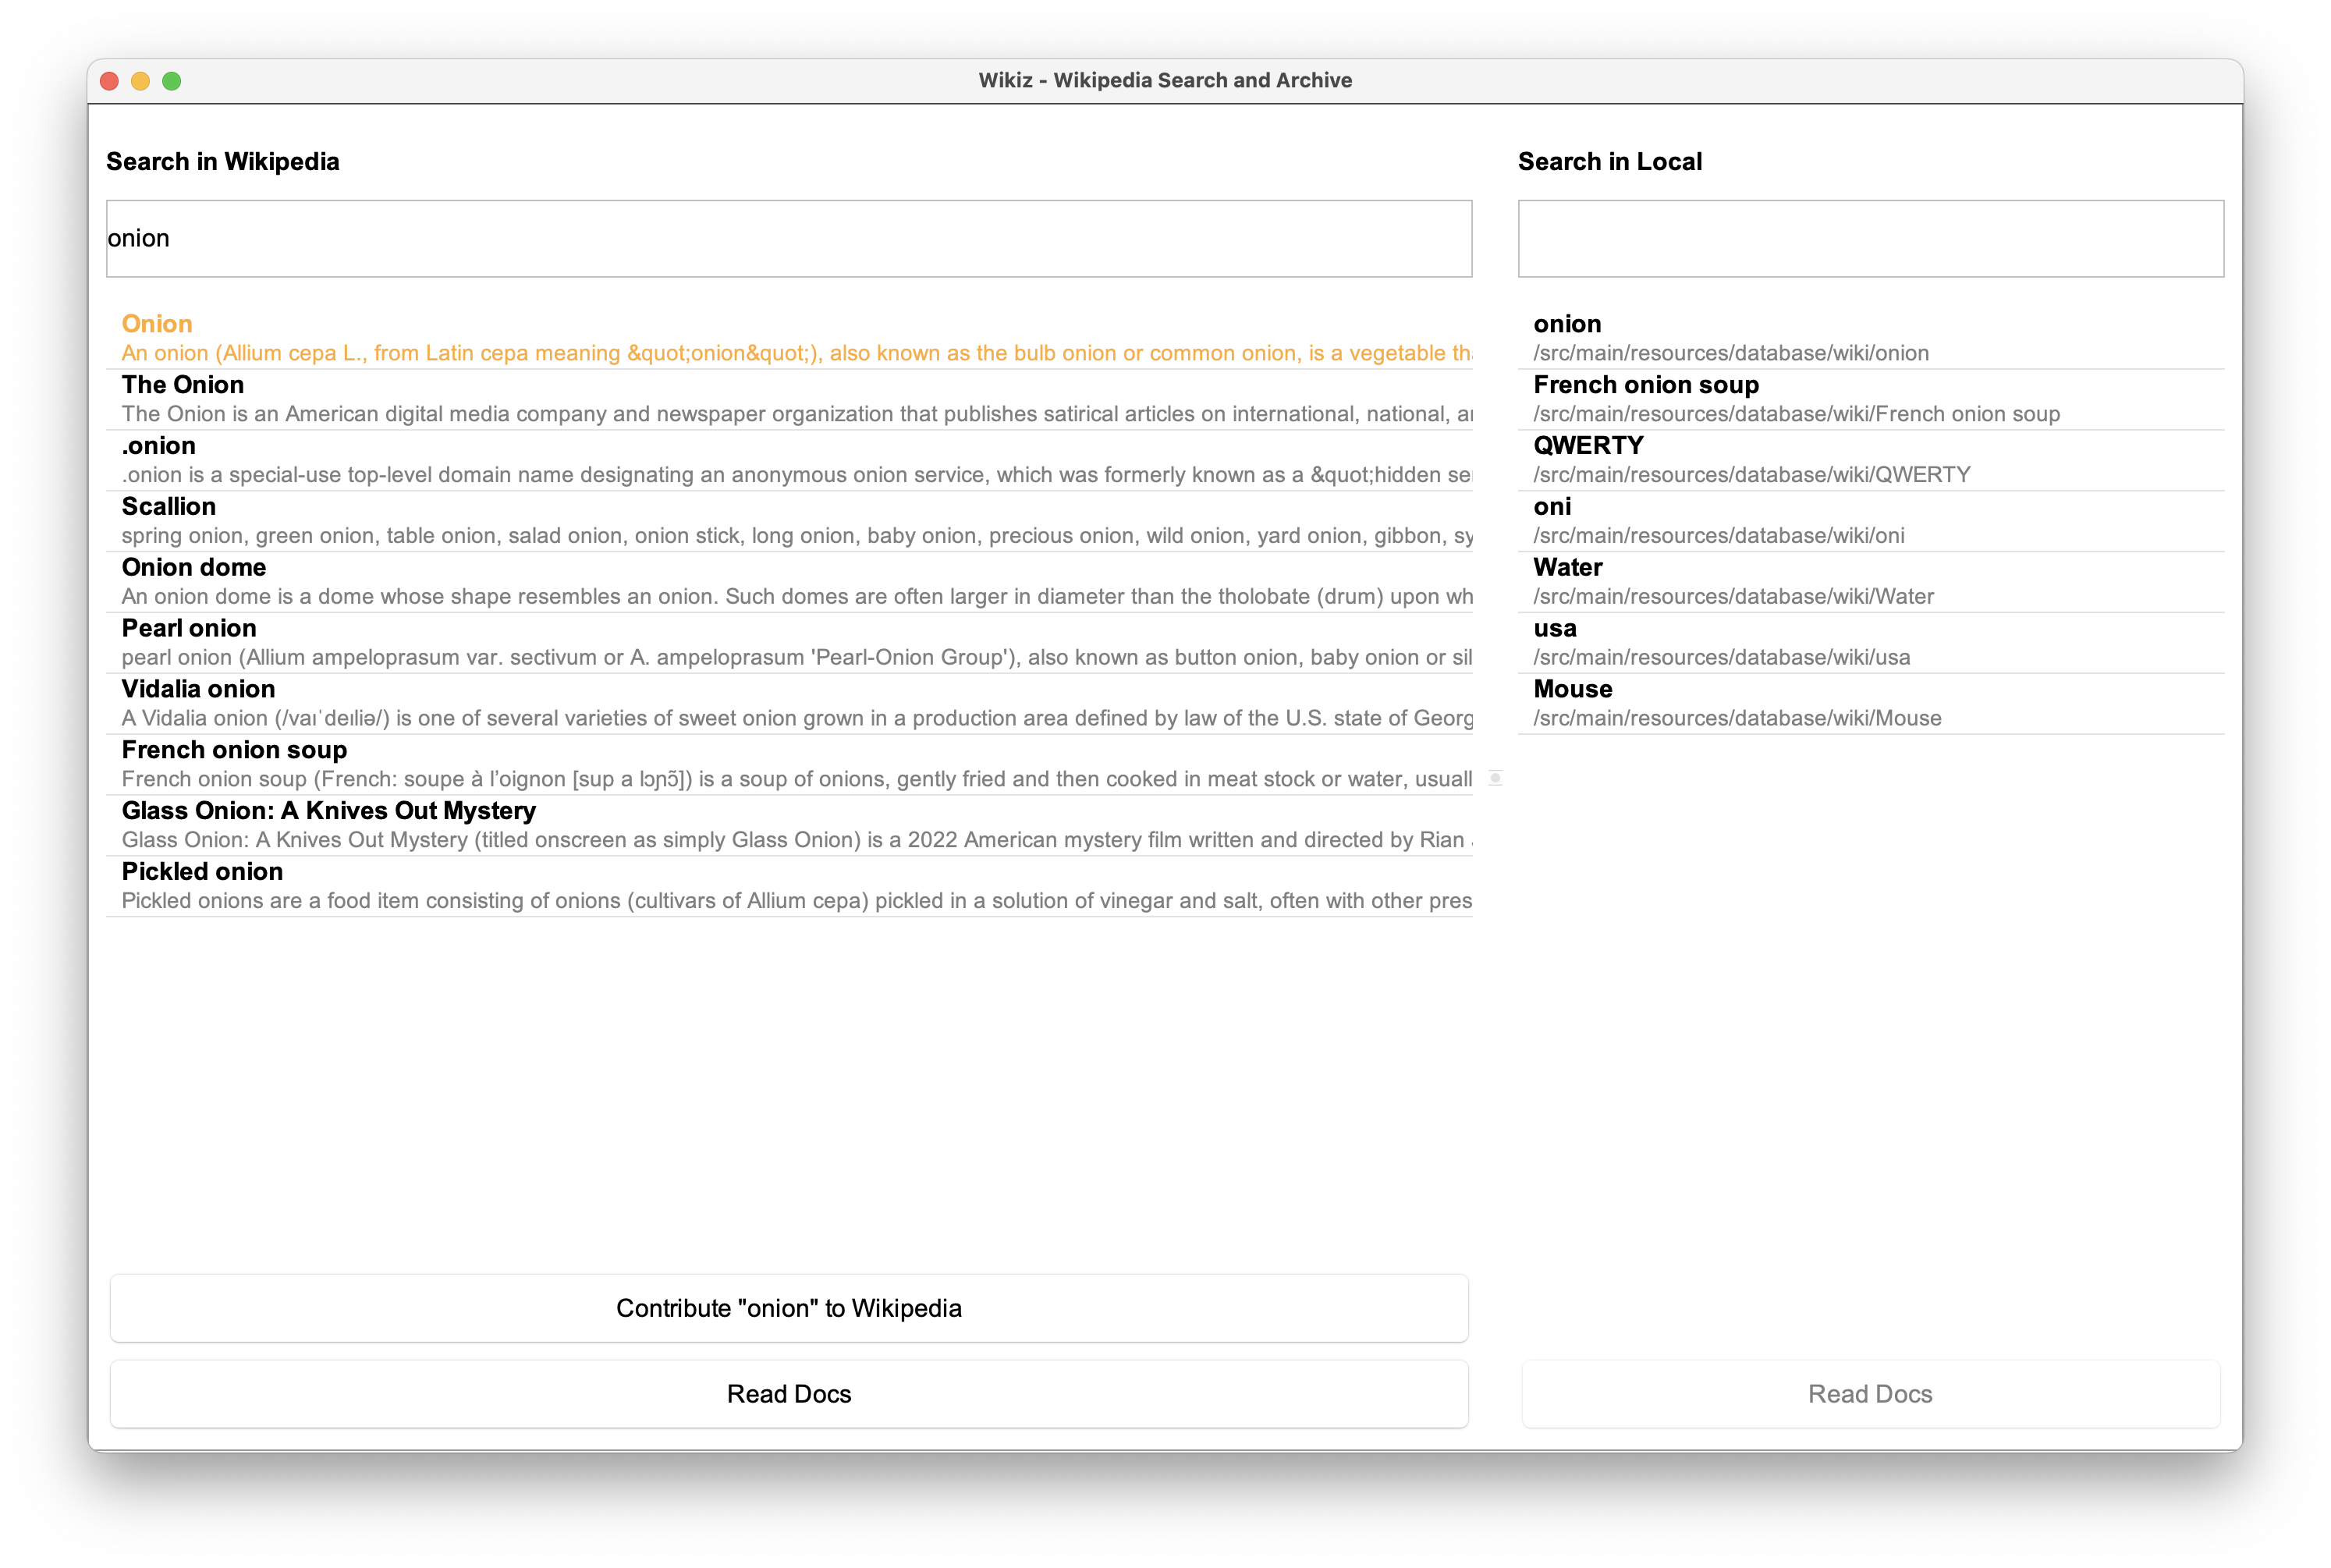 Wikiz - Wikipedia Search and Archive
Search in Wikipedia
onion
Onion
An onion (Allium cepa L., from Latin cepa meaning &quot;onion&quot;), also known as the bulb onion or common onion, is a vegetable tha
The Onion
The Onion is an American digital media company and newspaper organization that publishes satirical articles on international, national, ar
.onion
.onion is a special-use top-level domain name designating an anonymous onion service, which was formerly known as a &quot;hidden ser
Scallion
spring onion, green onion, table onion, salad onion, onion stick, long onion, baby onion, precious onion, wild onion, yard onion, gibbon, sy
Onion dome
An onion dome is a dome whose shape resembles an onion. Such domes are often larger in diameter than the tholobate (drum) upon wh
Pearl onion
pearl onion (Allium ampeloprasum var. sectivum or A. ampeloprasum 'Pearl-Onion Group'), also known as button onion, baby onion or sil
Vidalia onion
A Vidalia onion (/vaɪˈdeɪliə/) is one of several varieties of sweet onion grown in a production area defined by law of the U.S. state of Georg
French onion soup
French onion soup (French: soupe à l’oignon [sup a lɔɲɔ̃]) is a soup of onions, gently fried and then cooked in meat stock or water, usuall
Glass Onion: A Knives Out Mystery
Glass Onion: A Knives Out Mystery (titled onscreen as simply Glass Onion) is a 2022 American mystery film written and directed by Rian
Pickled onion
Pickled onions are a food item consisting of onions (cultivars of Allium cepa) pickled in a solution of vinegar and salt, often with other pres
Contribute "onion" to Wikipedia
Read Docs
Search in Local
onion
/src/main/resources/database/wiki/onion
French onion soup
/src/main/resources/database/wiki/French onion soup
QWERTY
/src/main/resources/database/wiki/QWERTY
oni
/src/main/resources/database/wiki/oni
Water
/src/main/resources/database/wiki/Water
usa
/src/main/resources/database/wiki/usa
Mouse
/src/main/resources/database/wiki/Mouse
Read Docs